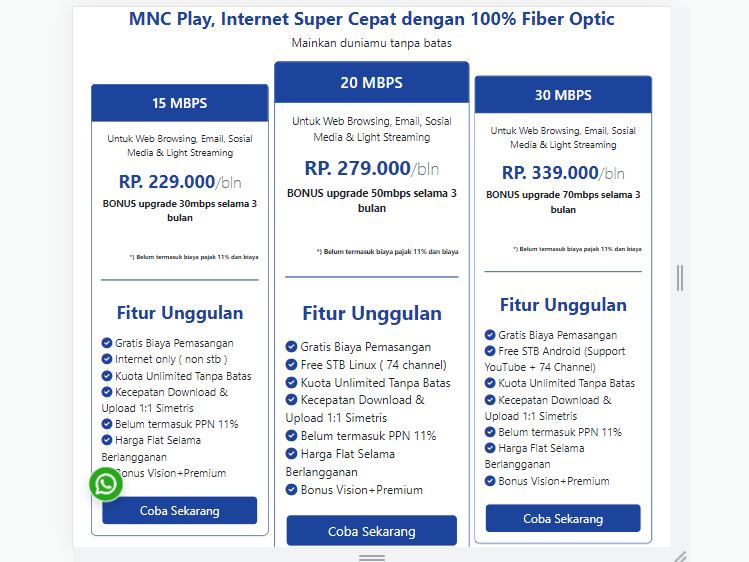 MNC Play, Internet Super Cepat dengan 100% Fiber Optic
Mainkan duniamu tanpa batas
15 MBPS
Untuk Web Browsing, Email, Sosial
Media & Light Streaming
RP. 229.000/bln
BONUS upgrade 30mbps selama 3
bulan
*) Belum termasuk biaya pajak 11% dan biaya
Fitur Unggulan
Gratis Biaya Pemasangan
Internet only ( non stb )
Kuota Unlimited Tanpa Batas
Kecepatan Download &
Upload 1:1 Simetris
Belum termasuk PPN 11%
Harga Flat Selama
Berlangganan
Bonus Vision+Premium
Coba Sekarang
20 MBPS
Untuk Web Browsing, Email, Sosial
Media & Light Streaming
RP. 279.000/bln
BONUS upgrade 50mbps selama 3
bulan
*) Belum termasuk biaya pajak 11% dan biaya
Fitur Unggulan
Gratis Biaya Pemasangan
Free STB Linux ( 74 channel)
Kuota Unlimited Tanpa Batas
Kecepatan Download &
Upload 1:1 Simetris
Belum termasuk PPN 11%
Harga Flat Selama
Berlangganan
Bonus Vision+Premium
Coba Sekarang
30 MBPS
Untuk Web Browsing, Email, Sosial
Media & Light Streaming
RP. 339.000/bln
BONUS upgrade 70mbps selama 3
bulan
*) Belum termasuk biaya pajak 11% dan biaya
Fitur Unggulan
Gratis Biaya Pemasangan
Free STB Android (Support
YouTube + 74 Channel)
Kuota Unlimited Tanpa Batas
Kecepatan Download &
Upload 1:1 Simetris
Belum termasuk PPN 11%
Harga Flat Selama
Berlangganan
Bonus Vision+Premium
Coba Sekarang